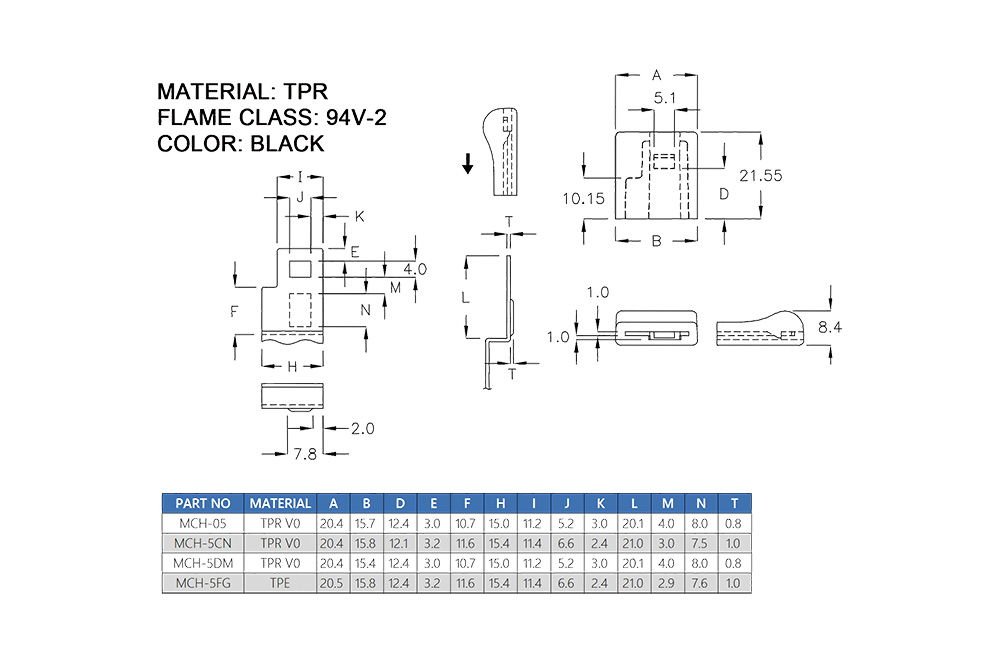 MATERIAL: TPR
FLAME CLASS: 94V-2
COLOR: BLACK
I
J
K
E
4.0
M
F
N
H
2.0
7.8
T
L
T
A
5.1
10.15
21.55
D
B
1.0
1.0
8.4
PART NO MATERIAL A B D E F H I J K L M N T
MCH-05 TPR V0 20.4 15.7 12.4 3.0 10.7 15.0 11.2 5.2 3.0 20.1 4.0 8.0 0.8
MCH-5CN TPR V0 20.4 15.8 12.1 3.2 11.6 15.4 11.4 6.6 2.4 21.0 3.0 7.5 1.0
MCH-5DM TPR V0 20.4 15.4 12.4 3.0 10.7 15.0 11.2 5.2 3.0 20.1 4.0 8.0 0.8
MCH-5FG TPE 20.5 15.8 12.4 3.2 11.6 15.4 11.4 6.6 2.4 21.0 2.9 7.6 1.0